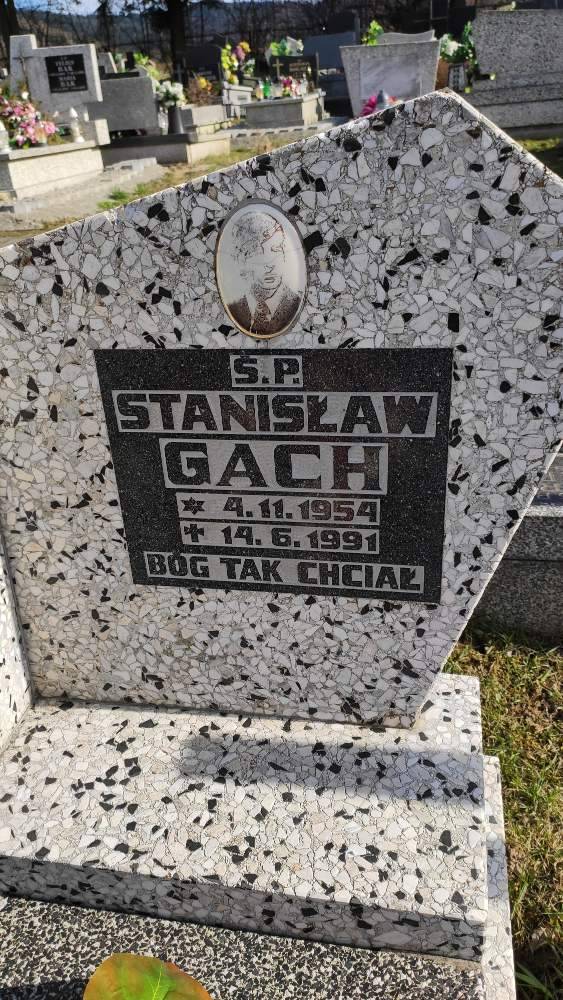 Ś.P.
STANISŁAW
GACH
✡ 4.11.1954
✝ 14.6.1991
BÓG TAK CHCIAŁ